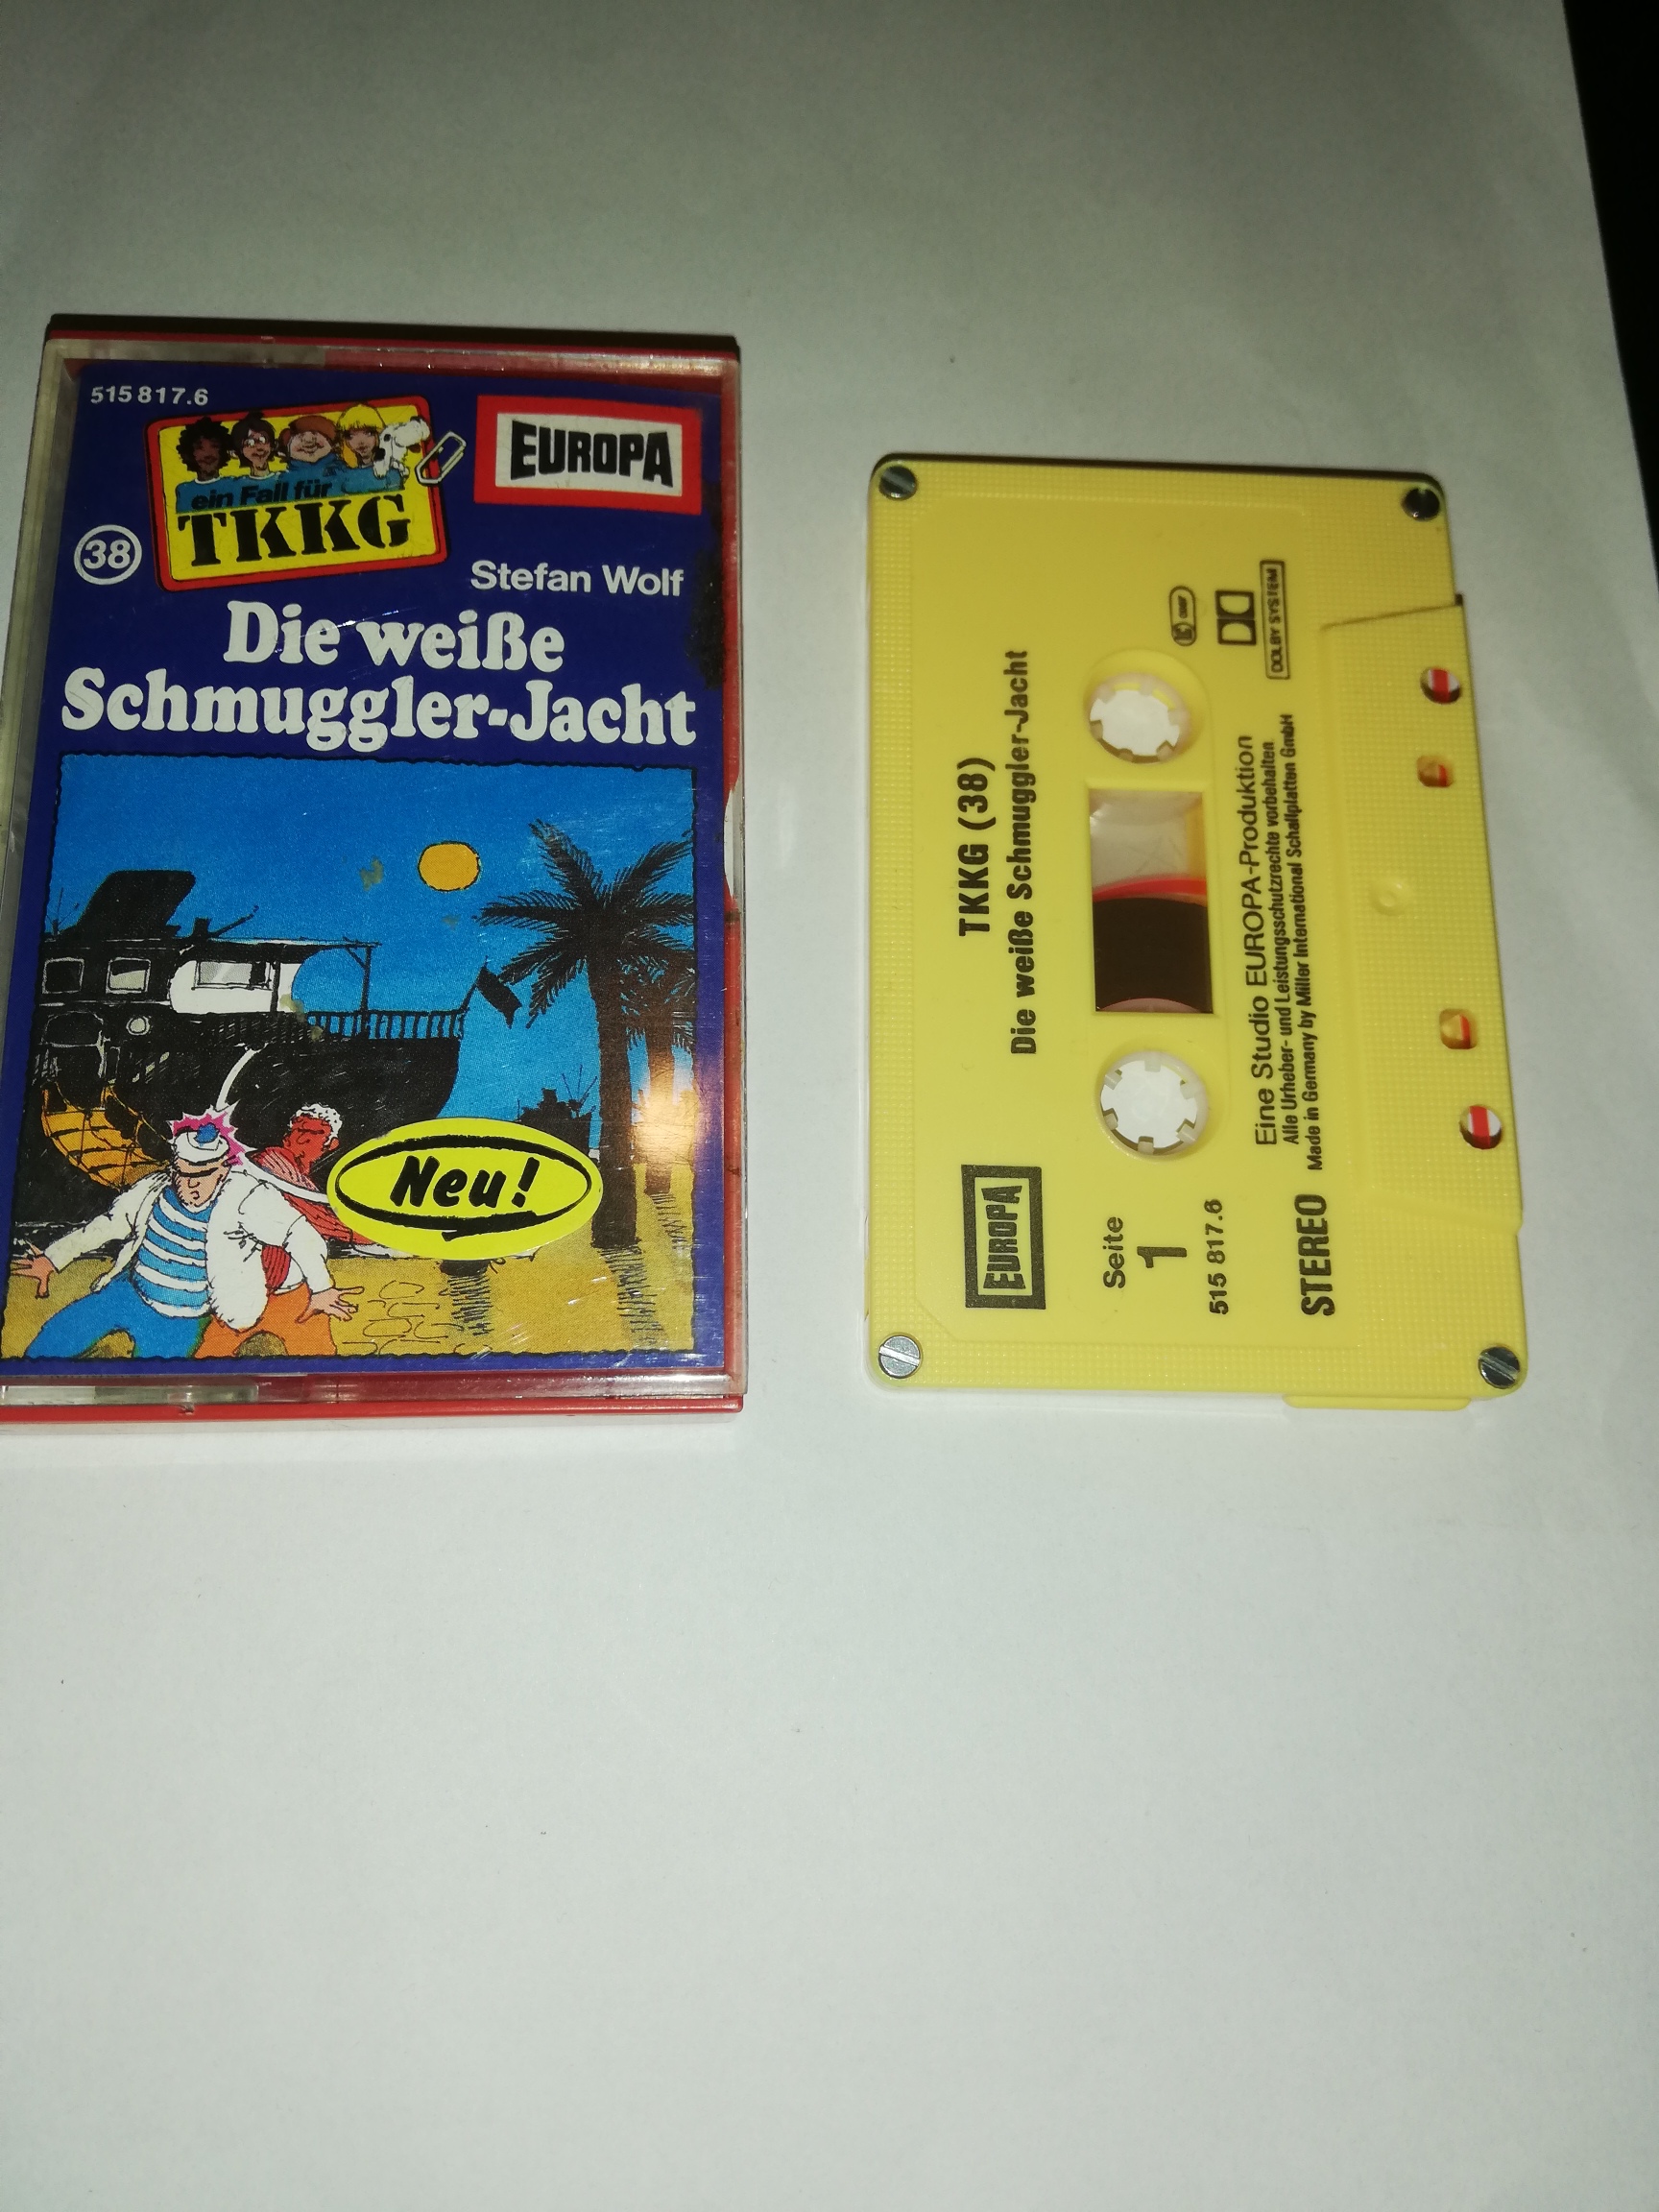 515 817.6
ein Fall für
TKKG
EUROPA
38
Stefan Wolf
Die weiße
Schmuggler-Jacht
Neu!
TKKG (38)
Die weiße Schmuggler-Jacht
EUROPA
Seite
1
515 817.6
DOLBY SYSTEM
Eine Studio EUROPA-Produktion
Alle Urheber- und Leistungsschutzrechte vorbehalten
Made in Germany by Miller International Schallplatten GmbH
STEREO